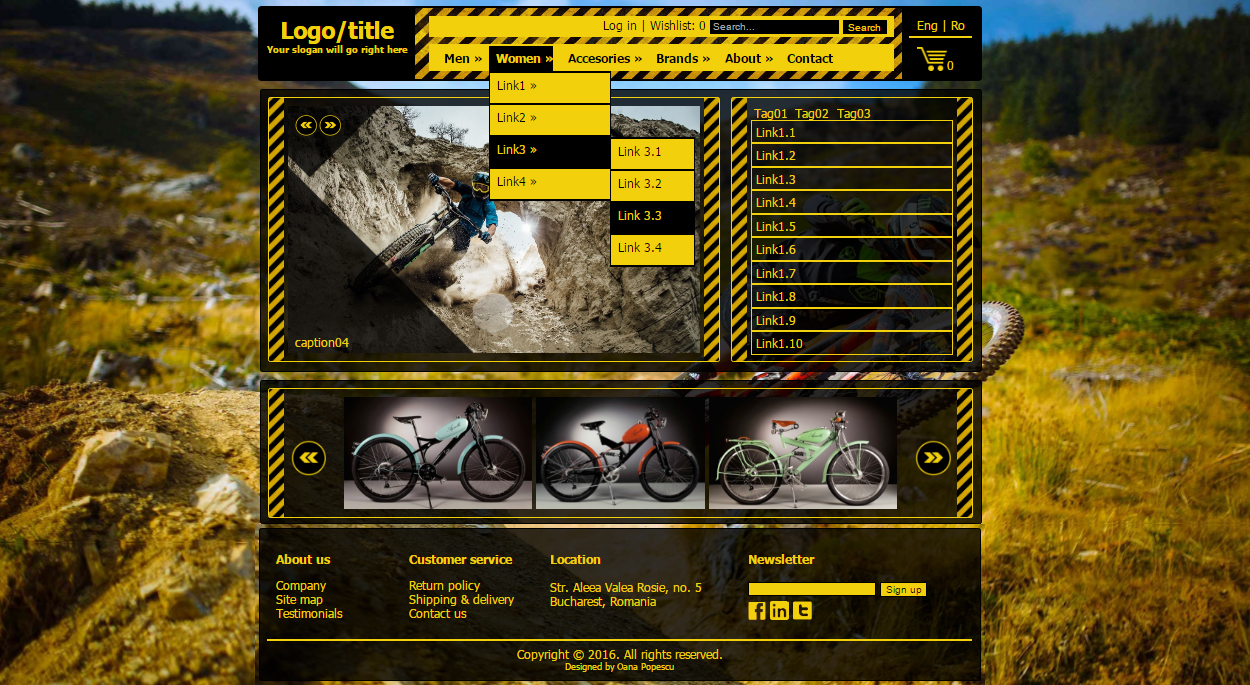 Logo/title
Your slogan will go right here
Log in | Wishlist: 0 Search... Search
Eng | Ro
0
Men » Women » Accesories » Brands » About » Contact
Link1 »
Link2 »
Link3 »
Link4 »
Link 3.1
Link 3.2
Link 3.3
Link 3.4
caption04
Tag01 Tag02 Tag03
Link1.1
Link1.2
Link1.3
Link1.4
Link1.5
Link1.6
Link1.7
Link1.8
Link1.9
Link1.10
About us
Company
Site map
Testimonials
Customer service
Return policy
Shipping & delivery
Contact us
Location
Str. Aleea Valea Rosie, no. 5
Bucharest, Romania
Newsletter
Sign up
Copyright © 2016. All rights reserved.
Designed by Oana Popescu